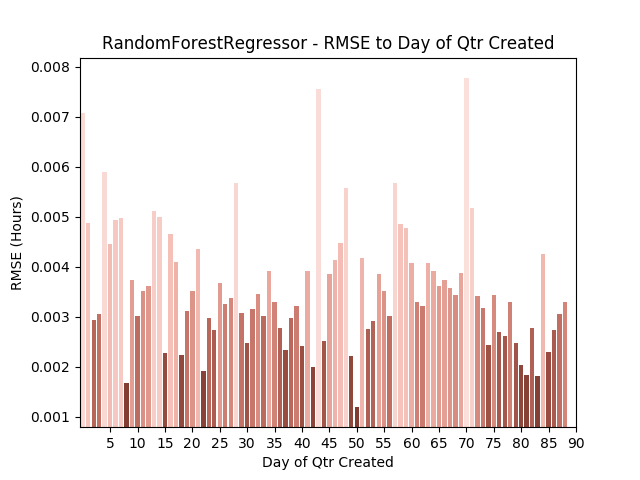 RandomForestRegressor - RMSE to Day of Qtr Created
0.008
0.007
0.006
0.005
0.004
0.003
0.002
0.001
RMSE (Hours)
5 10 15 20 25 30 35 40 45 50 55 60 65 70 75 80 85 90
Day of Qtr Created